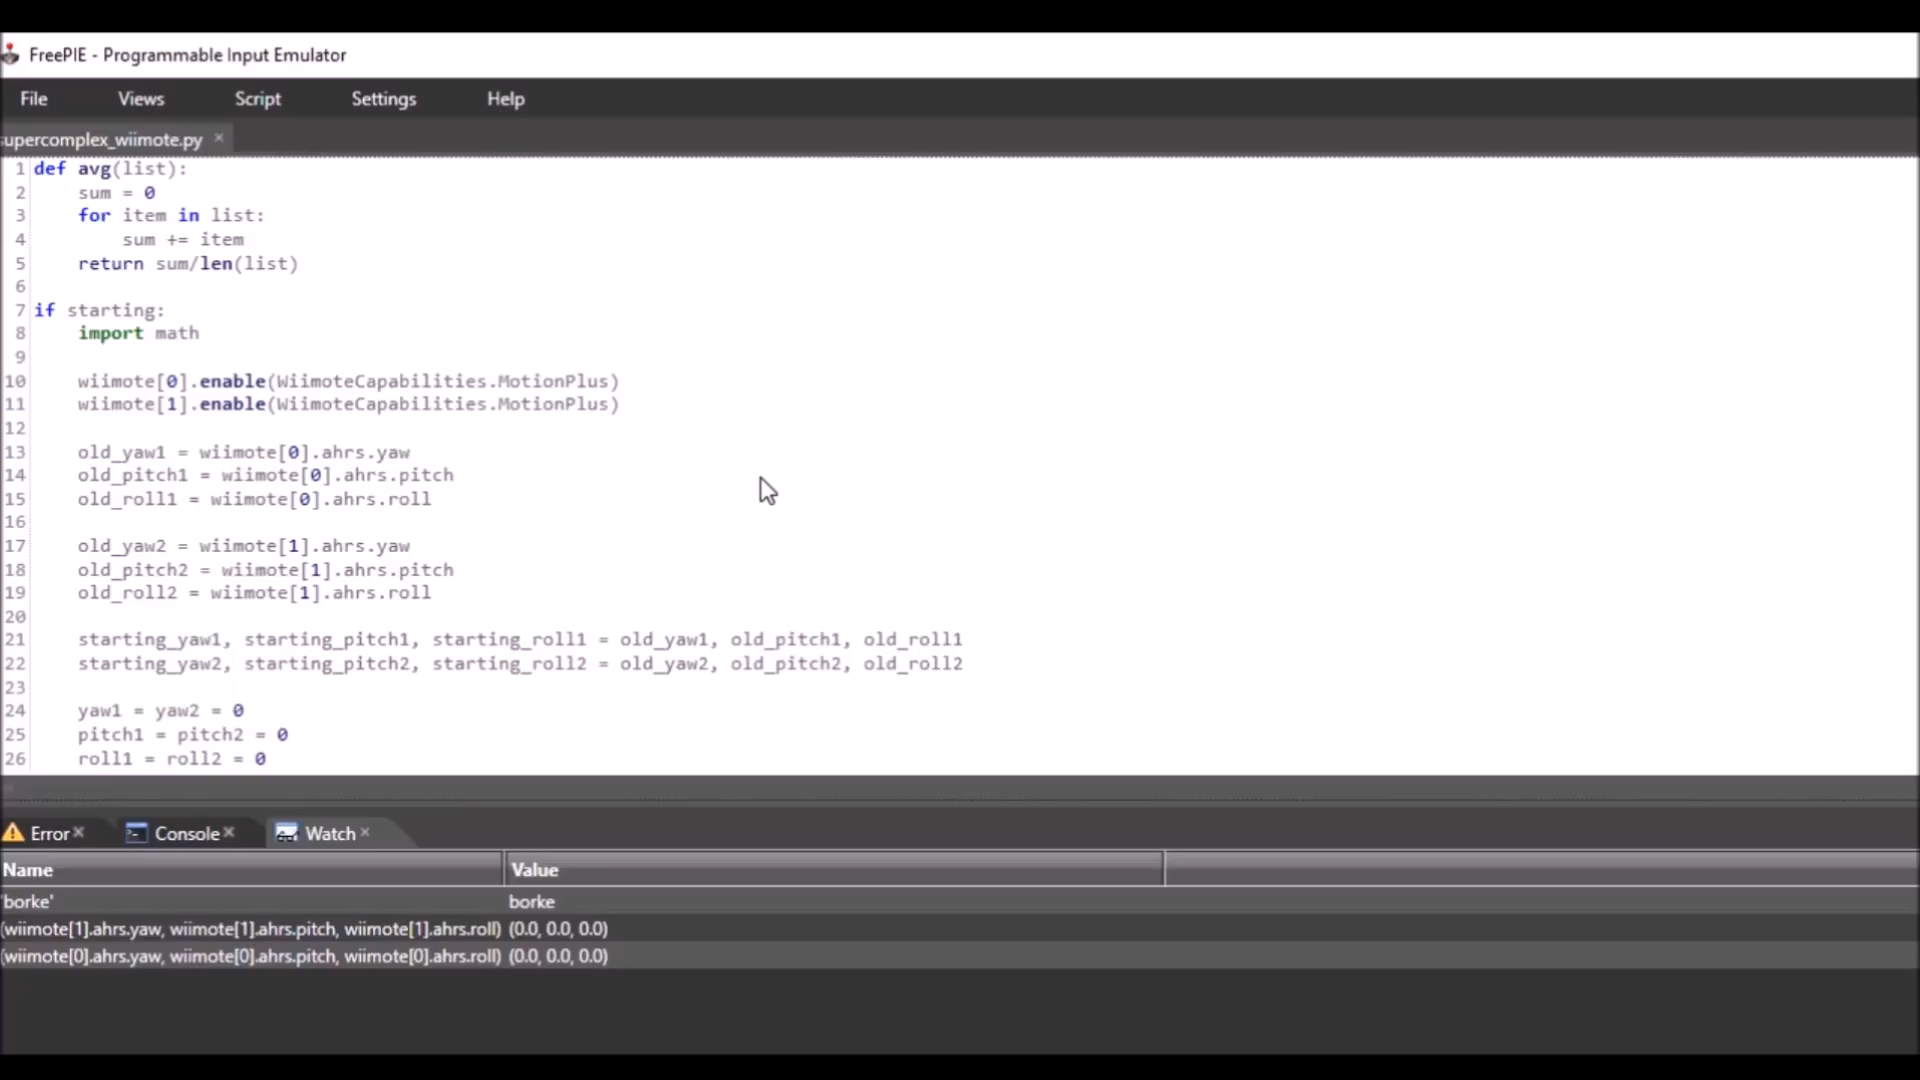 FreePIE - Programmable Input Emulator
File Views Script Settings Help
supercomplex_wiimote.py ×
1 def avg(list):
2 sum = 0
3 for item in list:
4 sum += item
5 return sum/len(list)
6
7 if starting:
8 import math
9
10 wiimote[0].enable(WiimoteCapabilities.MotionPlus)
11 wiimote[1].enable(WiimoteCapabilities.MotionPlus)
12
13 old_yaw1 = wiimote[0].ahrs.yaw
14 old_pitch1 = wiimote[0].ahrs.pitch
15 old_roll1 = wiimote[0].ahrs.roll
16
17 old_yaw2 = wiimote[1].ahrs.yaw
18 old_pitch2 = wiimote[1].ahrs.pitch
19 old_roll2 = wiimote[1].ahrs.roll
20
21 starting_yaw1, starting_pitch1, starting_roll1 = old_yaw1, old_pitch1, old_roll1
22 starting_yaw2, starting_pitch2, starting_roll2 = old_yaw2, old_pitch2, old_roll2
23
24 yaw1 = yaw2 = 0
25 pitch1 = pitch2 = 0
26 roll1 = roll2 = 0
Error × Console × Watch ×
Name Value
'borke' borke
(wiimote[1].ahrs.yaw, wiimote[1].ahrs.pitch, wiimote[1].ahrs.roll) (0.0, 0.0, 0.0)
(wiimote[0].ahrs.yaw, wiimote[0].ahrs.pitch, wiimote[0].ahrs.roll) (0.0, 0.0, 0.0)